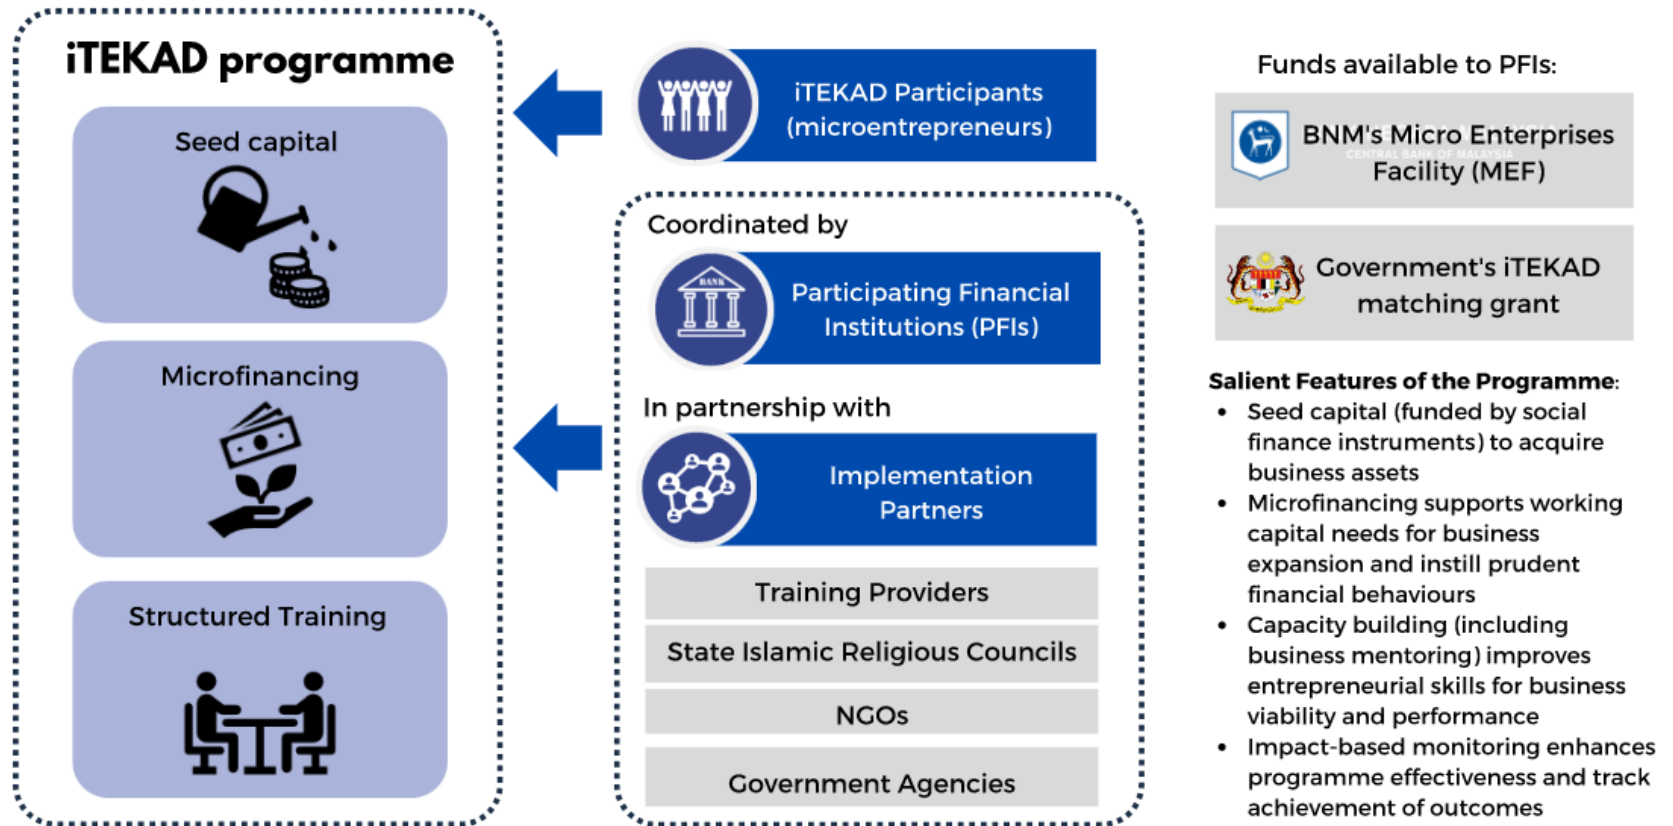 iTEKAD programme
Seed capital
Microfinancing
Structured Training
iTEKAD Participants
(microentrepreneurs)
Coordinated by
BANK
Participating Financial
Institutions (PFIs)
In partnership with
Implementation
Partners
Training Providers
State Islamic Religious Councils
NGOs
Government Agencies
Funds available to PFIs:
BNM's Micro Enterprises
CENTRAL BANK OF MALAYSIA
Facility (MEF)
Government's iTEKAD
matching grant
Salient Features of the Programme:
• Seed capital (funded by social
finance instruments) to acquire
business assets
• Microfinancing supports working
capital needs for business
expansion and instill prudent
financial behaviours
• Capacity building (including
business mentoring) improves
entrepreneurial skills for business
viability and performance
• Impact-based monitoring enhances
programme effectiveness and track
achievement of outcomes